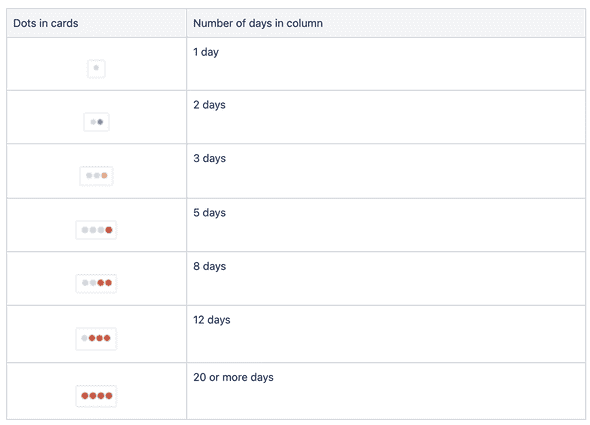 Dots in cards
Number of days in column
1 day
2 days
3 days
5 days
8 days
12 days
20 or more days